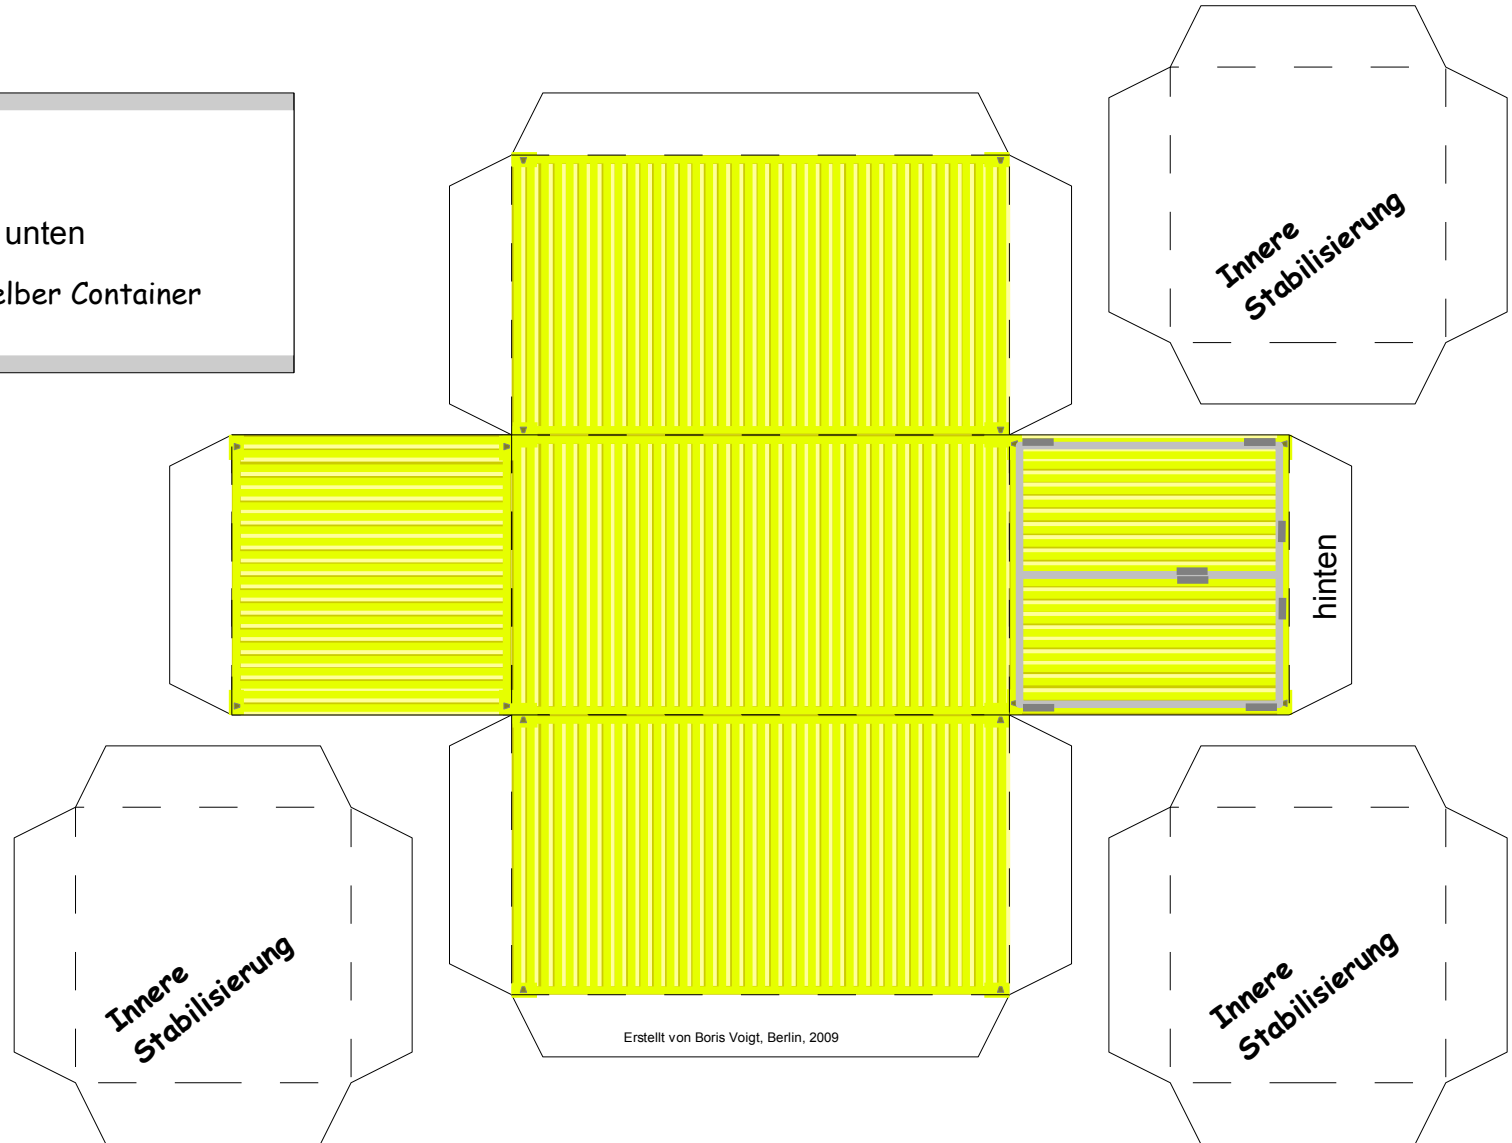 Innere
Stabilisierung
unten
elber Container
hinten
Innere
Stabilisierung
Erstellt von Boris Voigt, Berlin, 2009
Innere
Stabilisierung